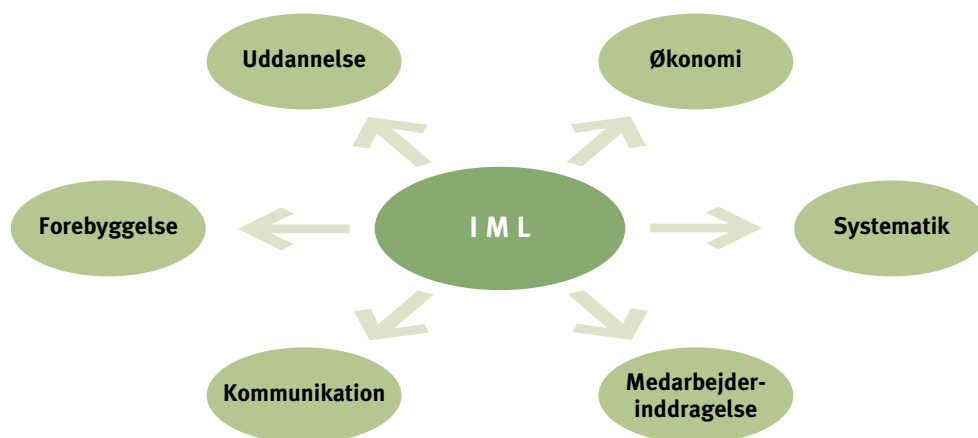 Uddannelse
Økonomi
Forebyggelse
I M L
Systematik
Kommunikation
Medarbejder-
inddragelse